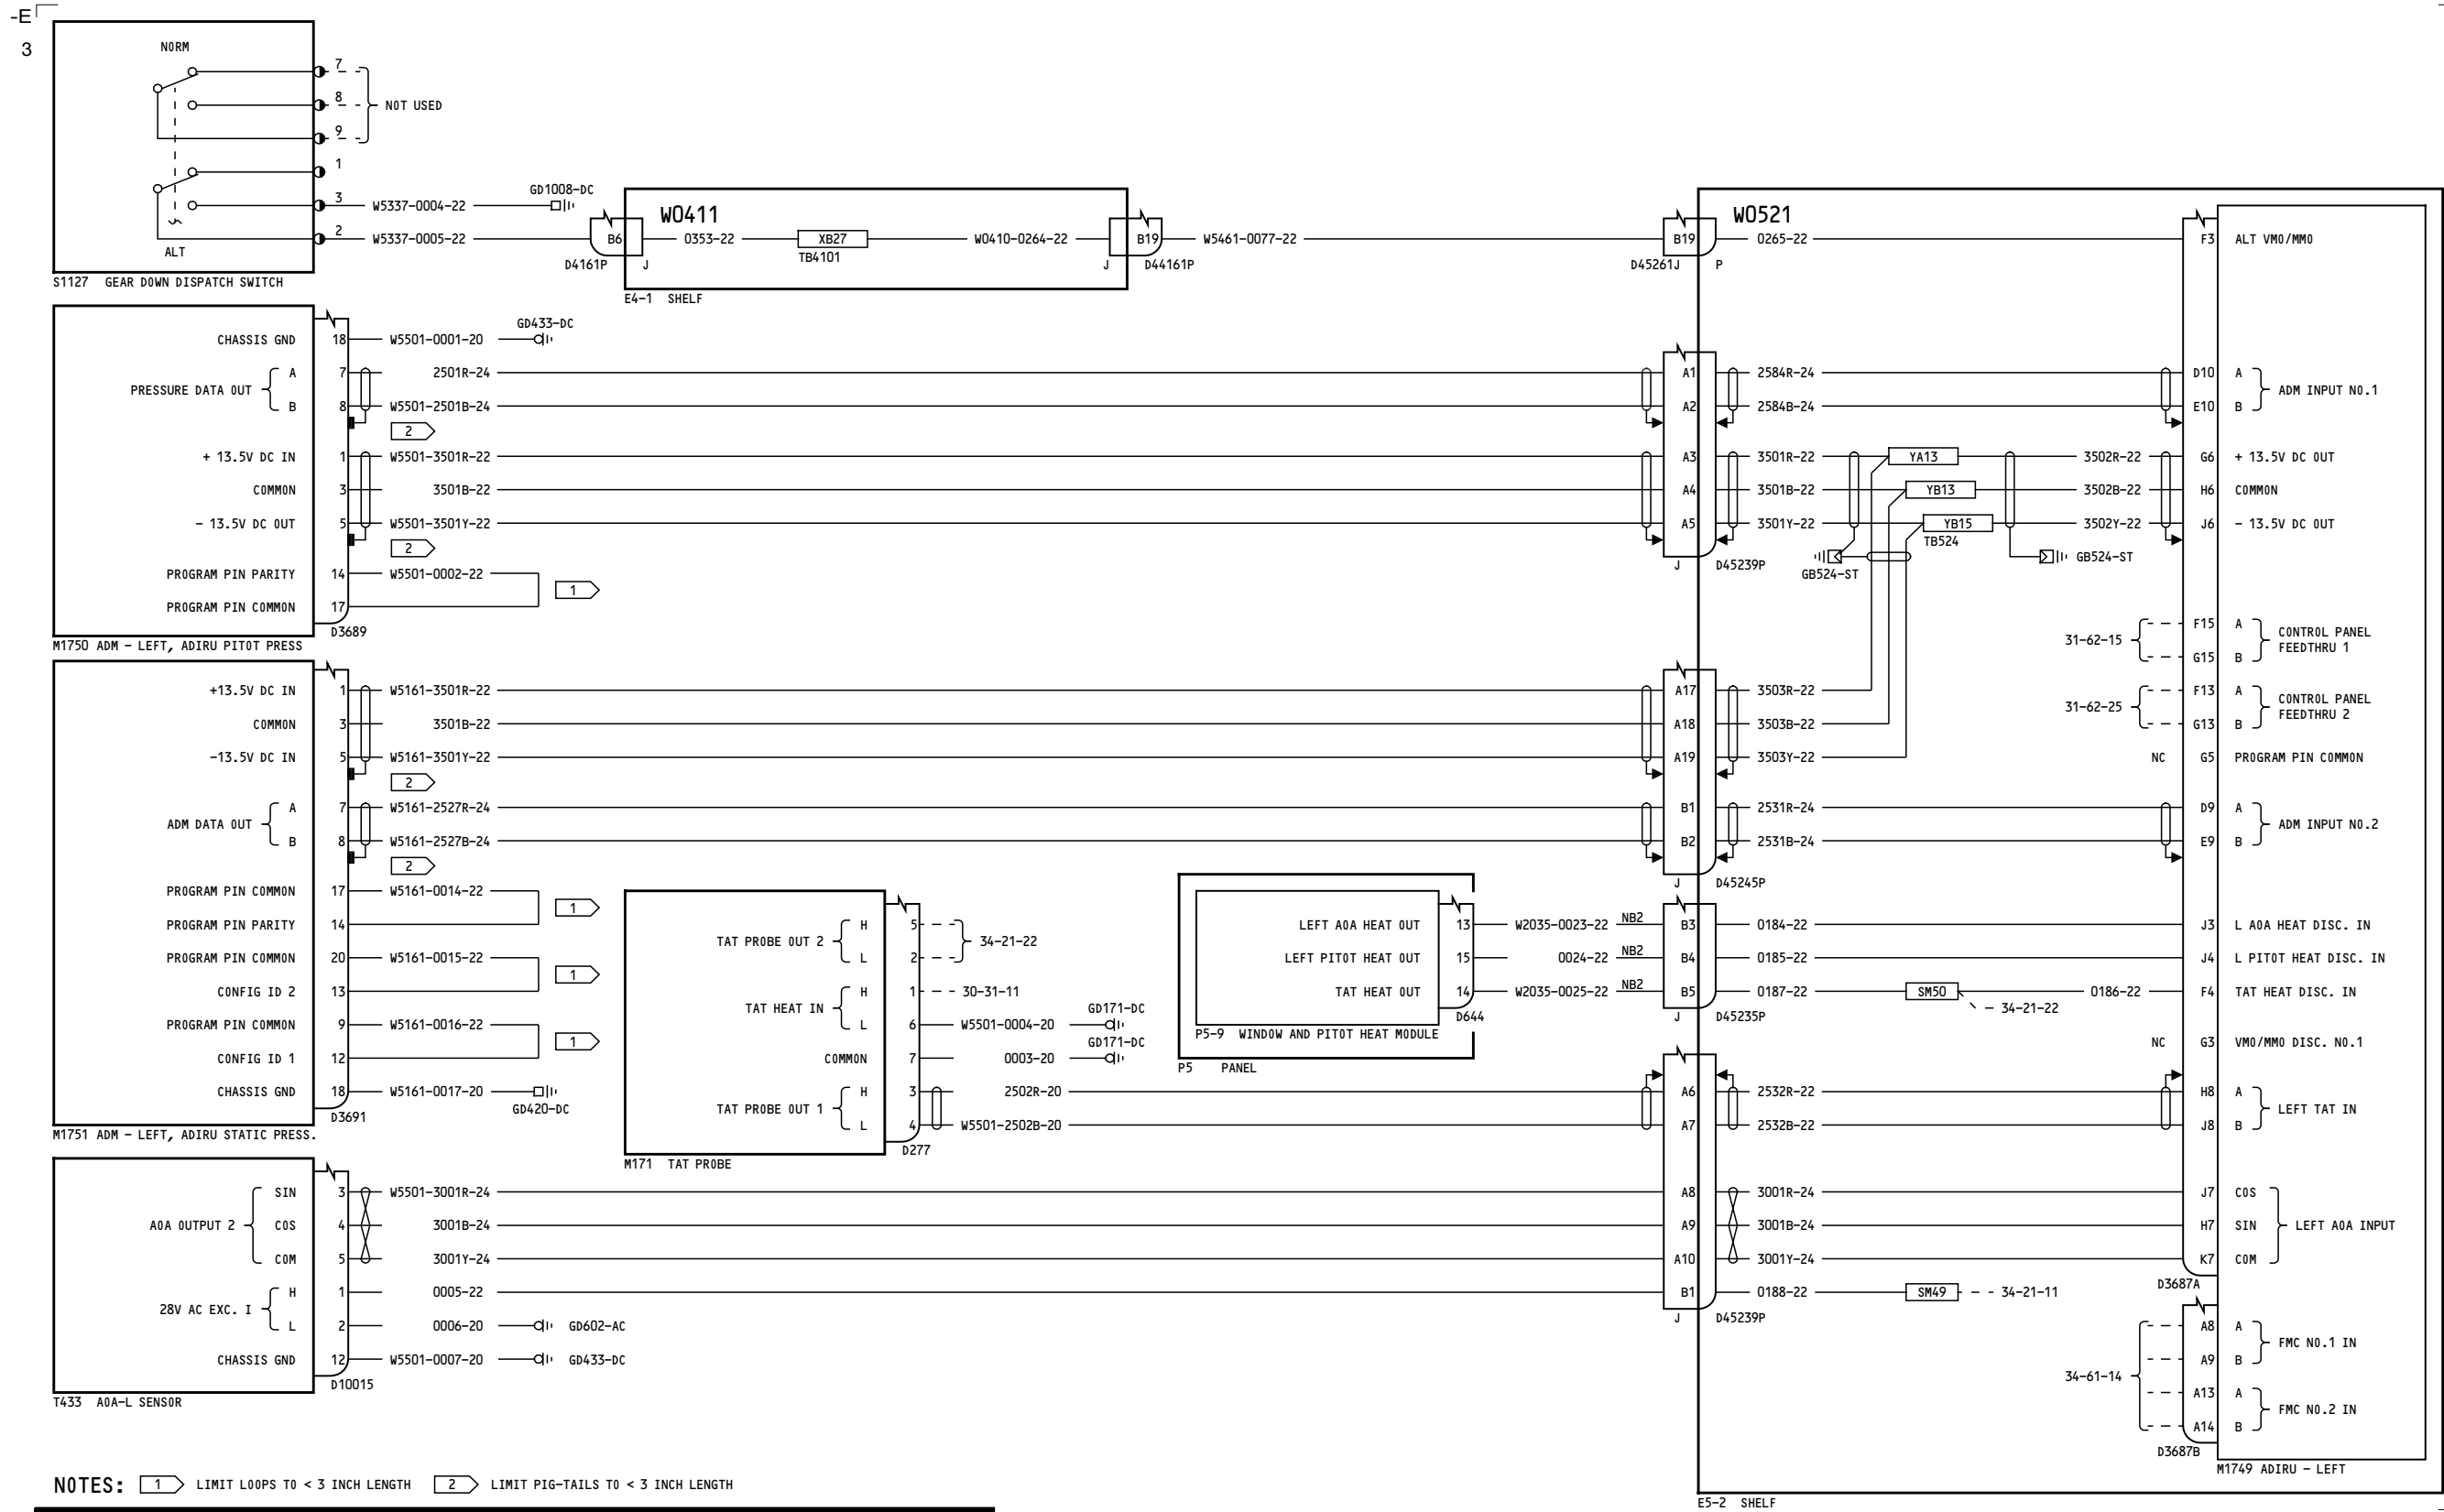 -E
3
NORM
7
8
NOT USED
9
1
3
W5337-0004-22
GD1008-DC
2
W5337-0005-22
ALT
S1127 GEAR DOWN DISPATCH SWITCH
B6
D4161P
J
W0411
0353-22
XB27
TB4101
W0410-0264-22
J
B19
D44161P
E4-1 SHELF
W5461-0077-22
B19
D45261J
P
W0521
0265-22
F3
ALT VMO/MMO
CHASSIS GND
18
W5501-0001-20
GD433-DC
PRESSURE DATA OUT
A
7
2501R-24
A1
2584R-24
D10
A
ADM INPUT NO.1
B
8
W5501-2501B-24
A2
2584B-24
E10
B
2
+ 13.5V DC IN
1
W5501-3501R-22
A3
3501R-22
YA13
3502R-22
G6
+ 13.5V DC OUT
COMMON
3
3501B-22
A4
3501B-22
YB13
3502B-22
H6
COMMON
- 13.5V DC OUT
5
W5501-3501Y-22
A5
3501Y-22
YB15
TB524
3502Y-22
J6
- 13.5V DC OUT
2
J
D45239P
GB524-ST
GB524-ST
PROGRAM PIN PARITY
14
W5501-0002-22
1
PROGRAM PIN COMMON
17
D3689
M1750 ADM - LEFT, ADIRU PITOT PRESS
31-62-15
F15
A
G15
B
CONTROL PANEL
FEEDTHRU 1
31-62-25
F13
A
G13
B
CONTROL PANEL
FEEDTHRU 2
NC
G5
PROGRAM PIN COMMON
+13.5V DC IN
1
W5161-3501R-22
A17
3503R-22
COMMON
3
3501B-22
A18
3503B-22
-13.5V DC IN
5
W5161-3501Y-22
A19
3503Y-22
2
ADM DATA OUT
A
7
W5161-2527R-24
B1
2531R-24
D9
A
ADM INPUT NO.2
B
8
W5161-2527B-24
B2
2531B-24
E9
B
2
J
D45245P
PROGRAM PIN COMMON
17
W5161-0014-22
1
PROGRAM PIN PARITY
14
PROGRAM PIN COMMON
20
W5161-0015-22
1
CONFIG ID 2
13
PROGRAM PIN COMMON
9
W5161-0016-22
1
CONFIG ID 1
12
CHASSIS GND
18
W5161-0017-20
GD420-DC
D3691
M1751 ADM - LEFT, ADIRU STATIC PRESS.
TAT PROBE OUT 2
H
5
L
2
34-21-22
TAT HEAT IN
H
1
30-31-11
L
6
W5501-0004-20
GD171-DC
COMMON
7
0003-20
GD171-DC
TAT PROBE OUT 1
H
3
2502R-20
L
4
W5501-2502B-20
D277
M171 TAT PROBE
LEFT AOA HEAT OUT
13
W2035-0023-22
NB2
B3
0184-22
J3
L AOA HEAT DISC. IN
LEFT PITOT HEAT OUT
15
0024-22
NB2
B4
0185-22
J4
L PITOT HEAT DISC. IN
TAT HEAT OUT
14
W2035-0025-22
NB2
B5
0187-22
SM50
34-21-22
0186-22
F4
TAT HEAT DISC. IN
D644
J
D45235P
P5-9 WINDOW AND PITOT HEAT MODULE
P5 PANEL
NC
G3
VMO/MMO DISC. NO.1
A6
2532R-22
H8
A
LEFT TAT IN
A7
2532B-22
J8
B
AOA OUTPUT 2
SIN
3
W5501-3001R-24
A8
3001R-24
J7
COS
COS
4
3001B-24
A9
3001B-24
H7
SIN
LEFT AOA INPUT
COM
5
3001Y-24
A10
3001Y-24
K7
COM
D3687A
28V AC EXC. I
H
1
0005-22
B1
0188-22
SM49
34-21-11
L
2
0006-20
GD602-AC
J
D45239P
CHASSIS GND
12
W5501-0007-20
GD433-DC
D10015
T433 AOA-L SENSOR
34-61-14
A8
A
A9
B
FMC NO.1 IN
A13
A
A14
B
FMC NO.2 IN
D3687B
M1749 ADIRU - LEFT
E5-2 SHELF
NOTES: 1 LIMIT LOOPS TO < 3 INCH LENGTH 2 LIMIT PIG-TAILS TO < 3 INCH LENGTH